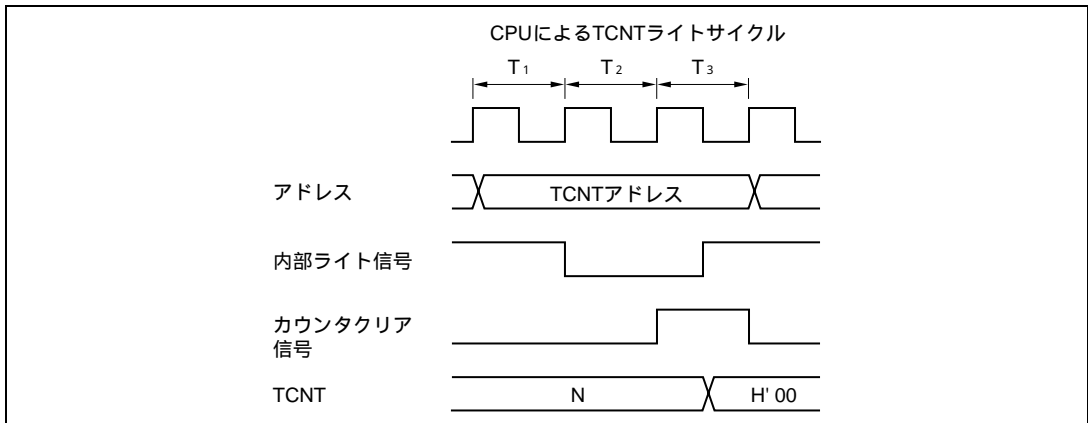 CPUによるTCNTライトサイクル
T1 T2 T3
アドレス TCNTアドレス
内部ライト信号
カウンタクリア
信号
TCNT N H' 00